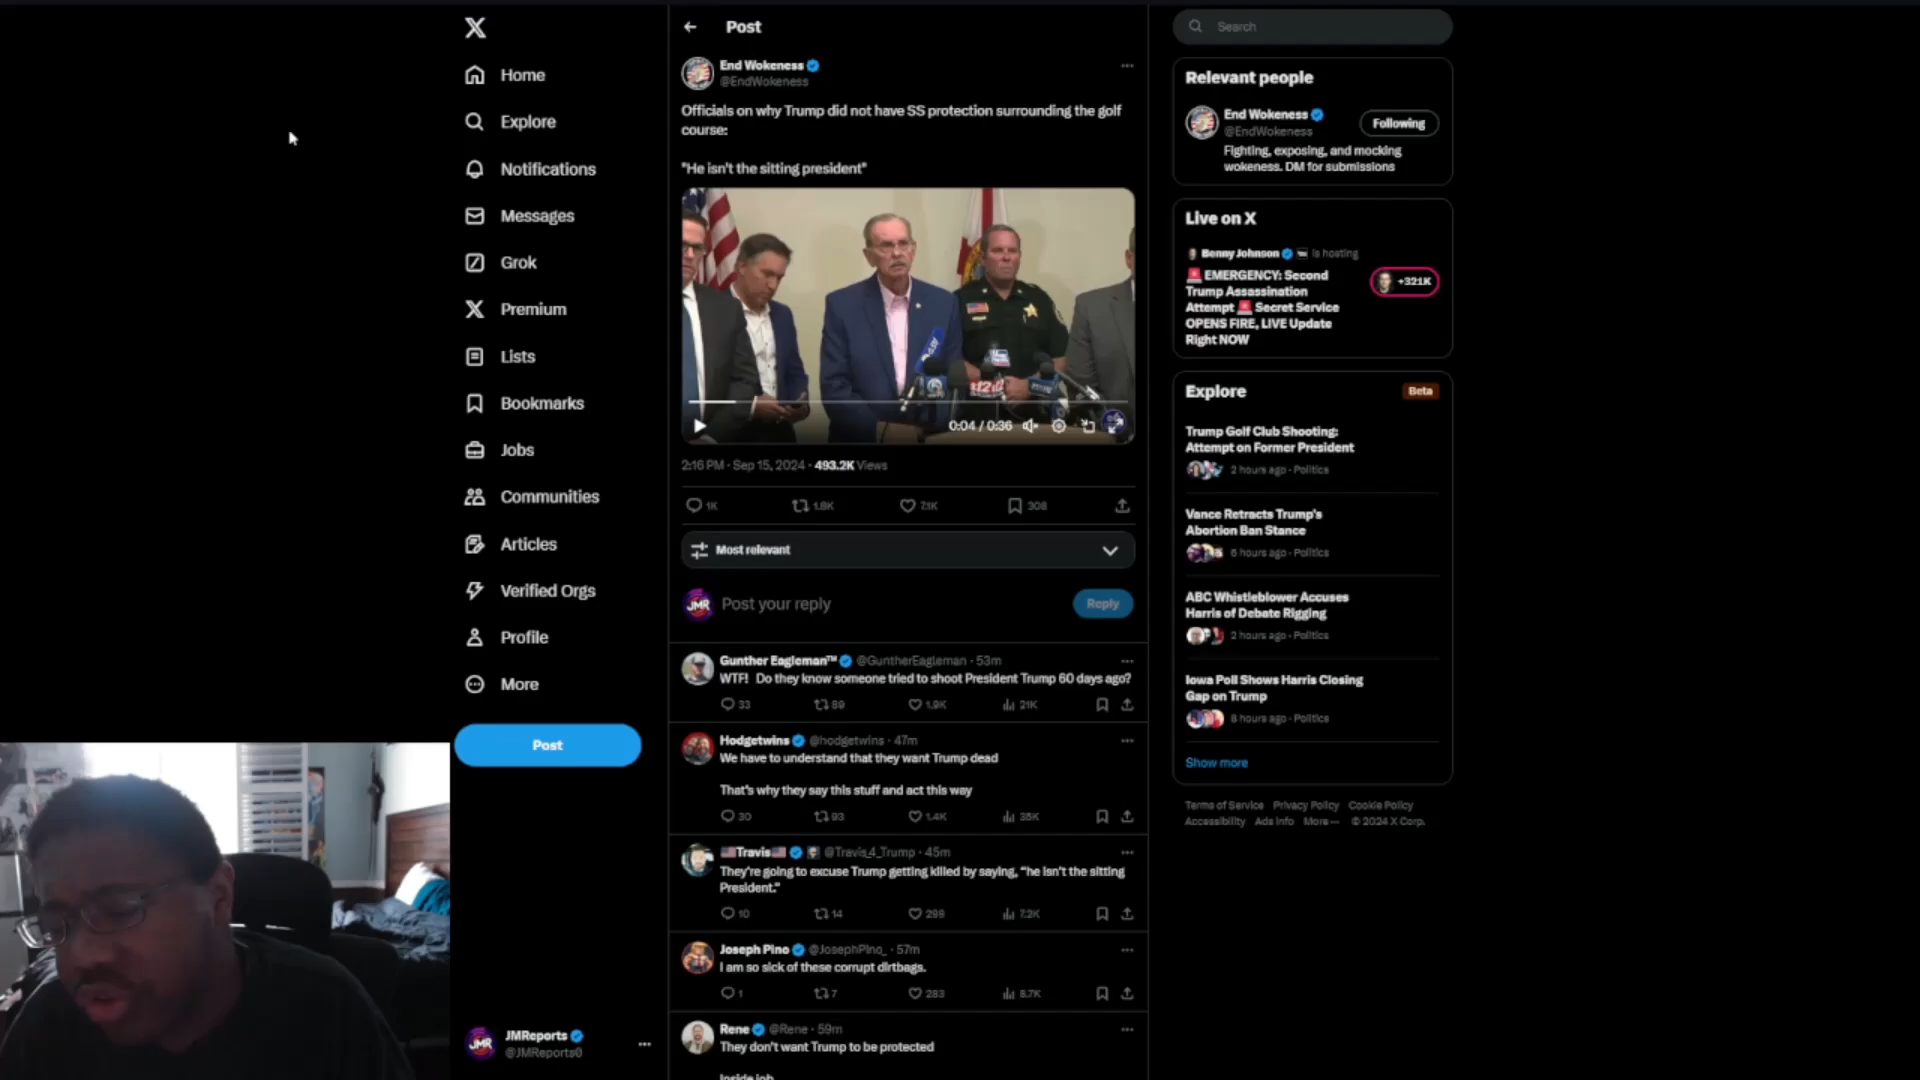 Home
Explore
Notifications
Messages
Grok
Premium
Lists
Bookmarks
Jobs
Communities
Articles
Verified Orgs
Profile
More
Post
JMR
JMReports
@JMReports0
Post
End Wokeness
@EndWokeness
Officials on why Trump did not have SS protection surrounding the golf
course:
"He isn't the sitting president"
0:04 / 0:36
2:16 PM · Sep 15, 2024 · 493.2K Views
1K 1.8K 7.1K 308
Most relevant
JMR
Post your reply
Reply
Gunther Eagleman™ @GuntherEagleman · 53m
WTF! Do they know someone tried to shoot President Trump 60 days ago?
33 89 1.9K 21K
Hodgetwins @hodgetwins · 47m
We have to understand that they want Trump dead
That's why they say this stuff and act this way
30 93 1.4K 35K
Travis @Travis_4_Trump · 45m
They're going to excuse Trump getting killed by saying, "he isn't the sitting
President."
10 14 299 7.2K
Joseph Pino @JosephPino_ · 57m
I am so sick of these corrupt dirtbags.
1 7 283 8.7K
Rene @Rene · 59m
They don't want Trump to be protected
Inside job
Search
Relevant people
End Wokeness
@EndWokeness
Following
Fighting, exposing, and mocking
wokeness. DM for submissions
Live on X
Benny Johnson is hosting
EMERGENCY: Second
Trump Assassination
Attempt Secret Service
OPENS FIRE, LIVE Update
Right NOW
+321K
Explore
Beta
Trump Golf Club Shooting:
Attempt on Former President
2 hours ago · Politics
Vance Retracts Trump's
Abortion Ban Stance
6 hours ago · Politics
ABC Whistleblower Accuses
Harris of Debate Rigging
2 hours ago · Politics
Iowa Poll Shows Harris Closing
Gap on Trump
8 hours ago · Politics
Show more
Terms of Service Privacy Policy Cookie Policy
Accessibility Ads info More··· © 2024 X Corp.